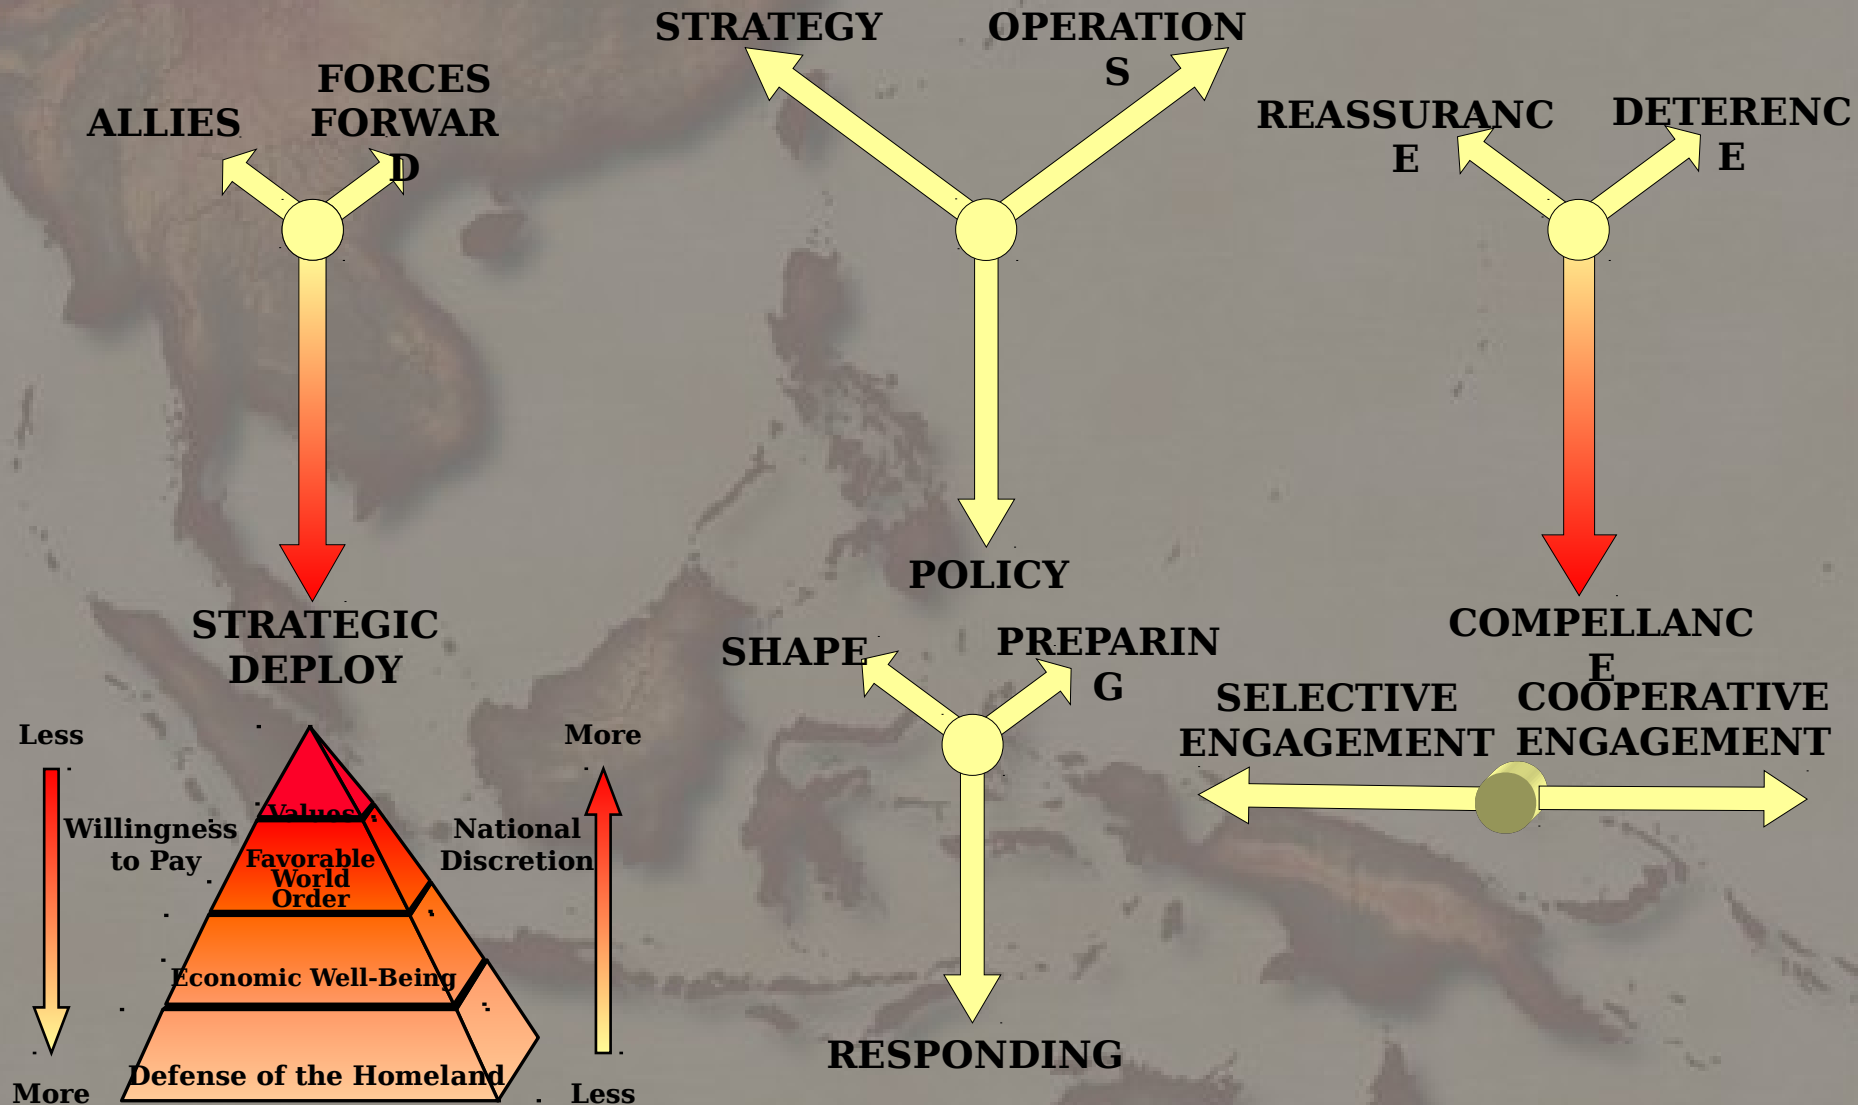 STRATEGY
OPERATION
S
FORCES
FORWAR
D
ALLIES
REASSURANC
E
DETERENC
E
POLICY
STRATEGIC
DEPLOY
COMPELLANC
E
SHAPE
PREPARIN
G
SELECTIVE
ENGAGEMENT
COOPERATIVE
ENGAGEMENT
RESPONDING
Less
Willingness
to Pay
More
Values
Favorable
World
Order
Economic Well-Being
Defense of the Homeland
More
National
Discretion
Less